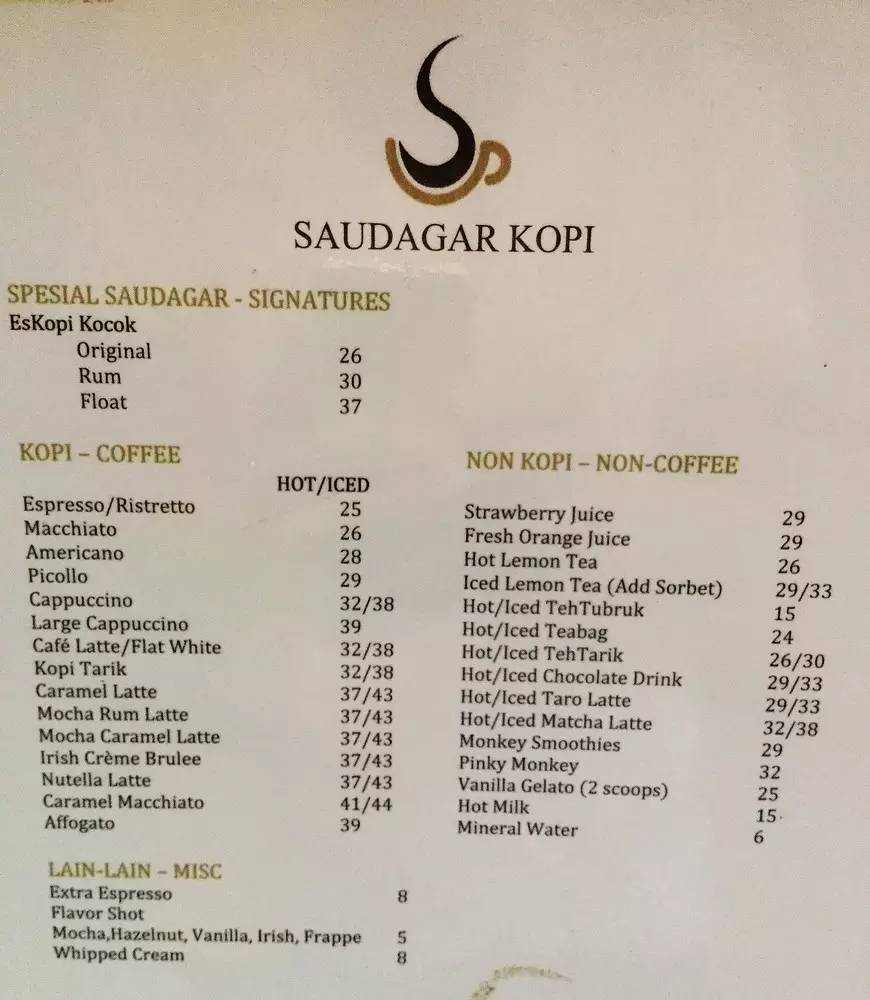 SAUDAGAR KOPI
SPESIAL SAUDAGAR - SIGNATURES
EsKopi Kocok
Original 26
Rum 30
Float 37
KOPI – COFFEE
HOT/ICED
Espresso/Ristretto 25
Macchiato 26
Americano 28
Picollo 29
Cappuccino 32/38
Large Cappuccino 39
Café Latte/Flat White 32/38
Kopi Tarik 32/38
Caramel Latte 37/43
Mocha Rum Latte 37/43
Mocha Caramel Latte 37/43
Irish Crème Brulee 37/43
Nutella Latte 37/43
Caramel Macchiato 41/44
Affogato 39
NON KOPI – NON-COFFEE
Strawberry Juice 29
Fresh Orange Juice 29
Hot Lemon Tea 26
Iced Lemon Tea (Add Sorbet) 29/33
Hot/Iced TehTubruk 15
Hot/Iced Teabag 24
Hot/Iced TehTarik 26/30
Hot/Iced Chocolate Drink 29/33
Hot/Iced Taro Latte 29/33
Hot/Iced Matcha Latte 32/38
Monkey Smoothies 29
Pinky Monkey 32
Vanilla Gelato (2 scoops) 25
Hot Milk 15
Mineral Water 6
LAIN-LAIN – MISC
Extra Espresso 8
Flavor Shot
Mocha,Hazelnut, Vanilla, Irish, Frappe 5
Whipped Cream 8